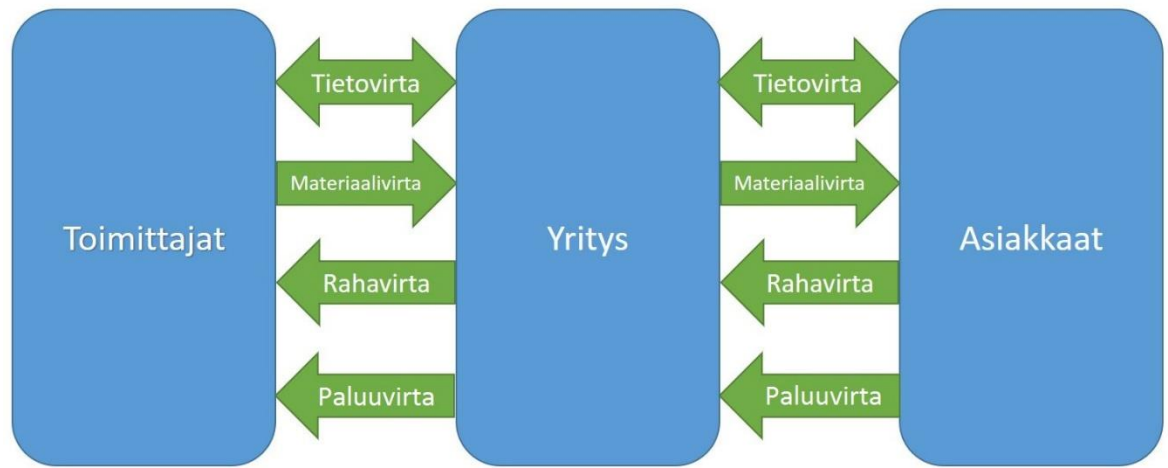 Tietovirta
Tietovirta
Materiaalivirta
Materiaalivirta
Toimittajat
Yritys
Asiakkaat
Rahavirta
Rahavirta
Paluuvirta
Paluuvirta